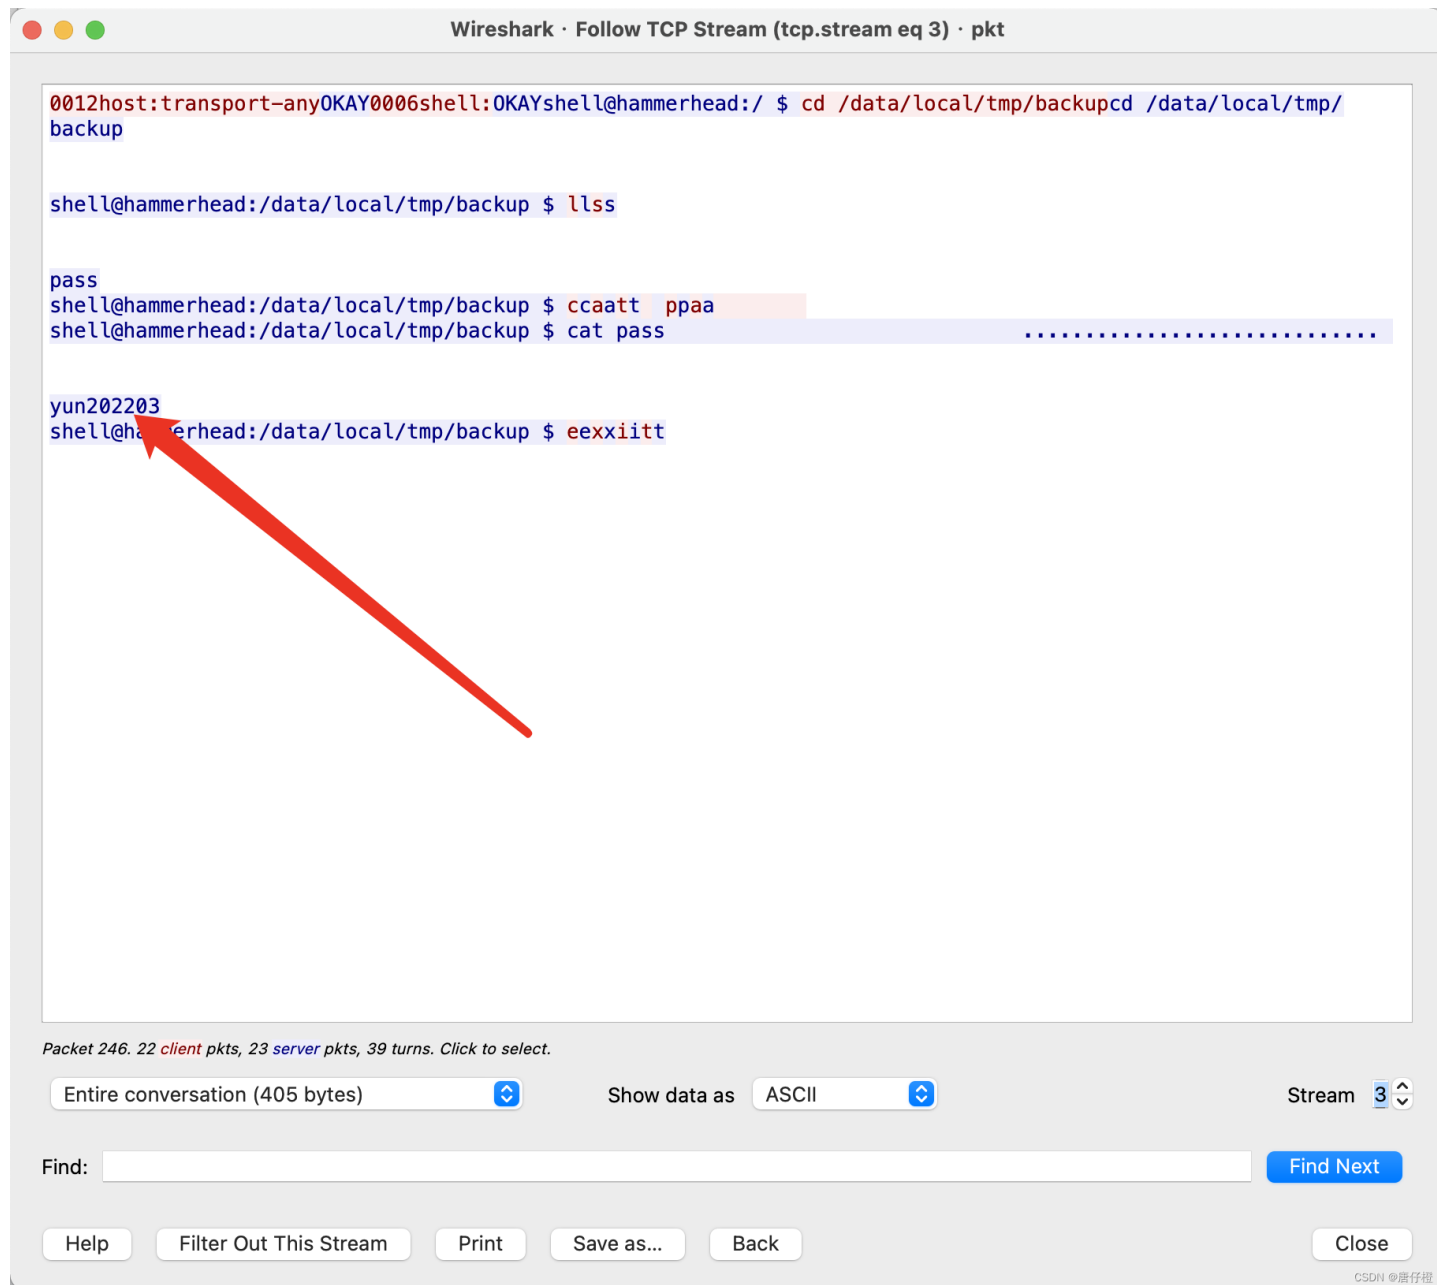 Wireshark · Follow TCP Stream (tcp.stream eq 3) · pkt
0012host:transport-anyOKAY0006shell:OKAYshell@hammerhead:/ $ cd /data/local/tmp/backupcd /data/local/tmp/
backup
shell@hammerhead:/data/local/tmp/backup $ llss
pass
shell@hammerhead:/data/local/tmp/backup $ ccaatt  ppaa
shell@hammerhead:/data/local/tmp/backup $ cat pass                             .............................
yun202203
shell@hammerhead:/data/local/tmp/backup $ eexxiitt
Packet 246. 22 client pkts, 23 server pkts, 39 turns. Click to select.
Entire conversation (405 bytes) Show data as ASCII Stream 3
Find: Find Next
Help Filter Out This Stream Print Save as... Back Close
CSDN @唐仔橙